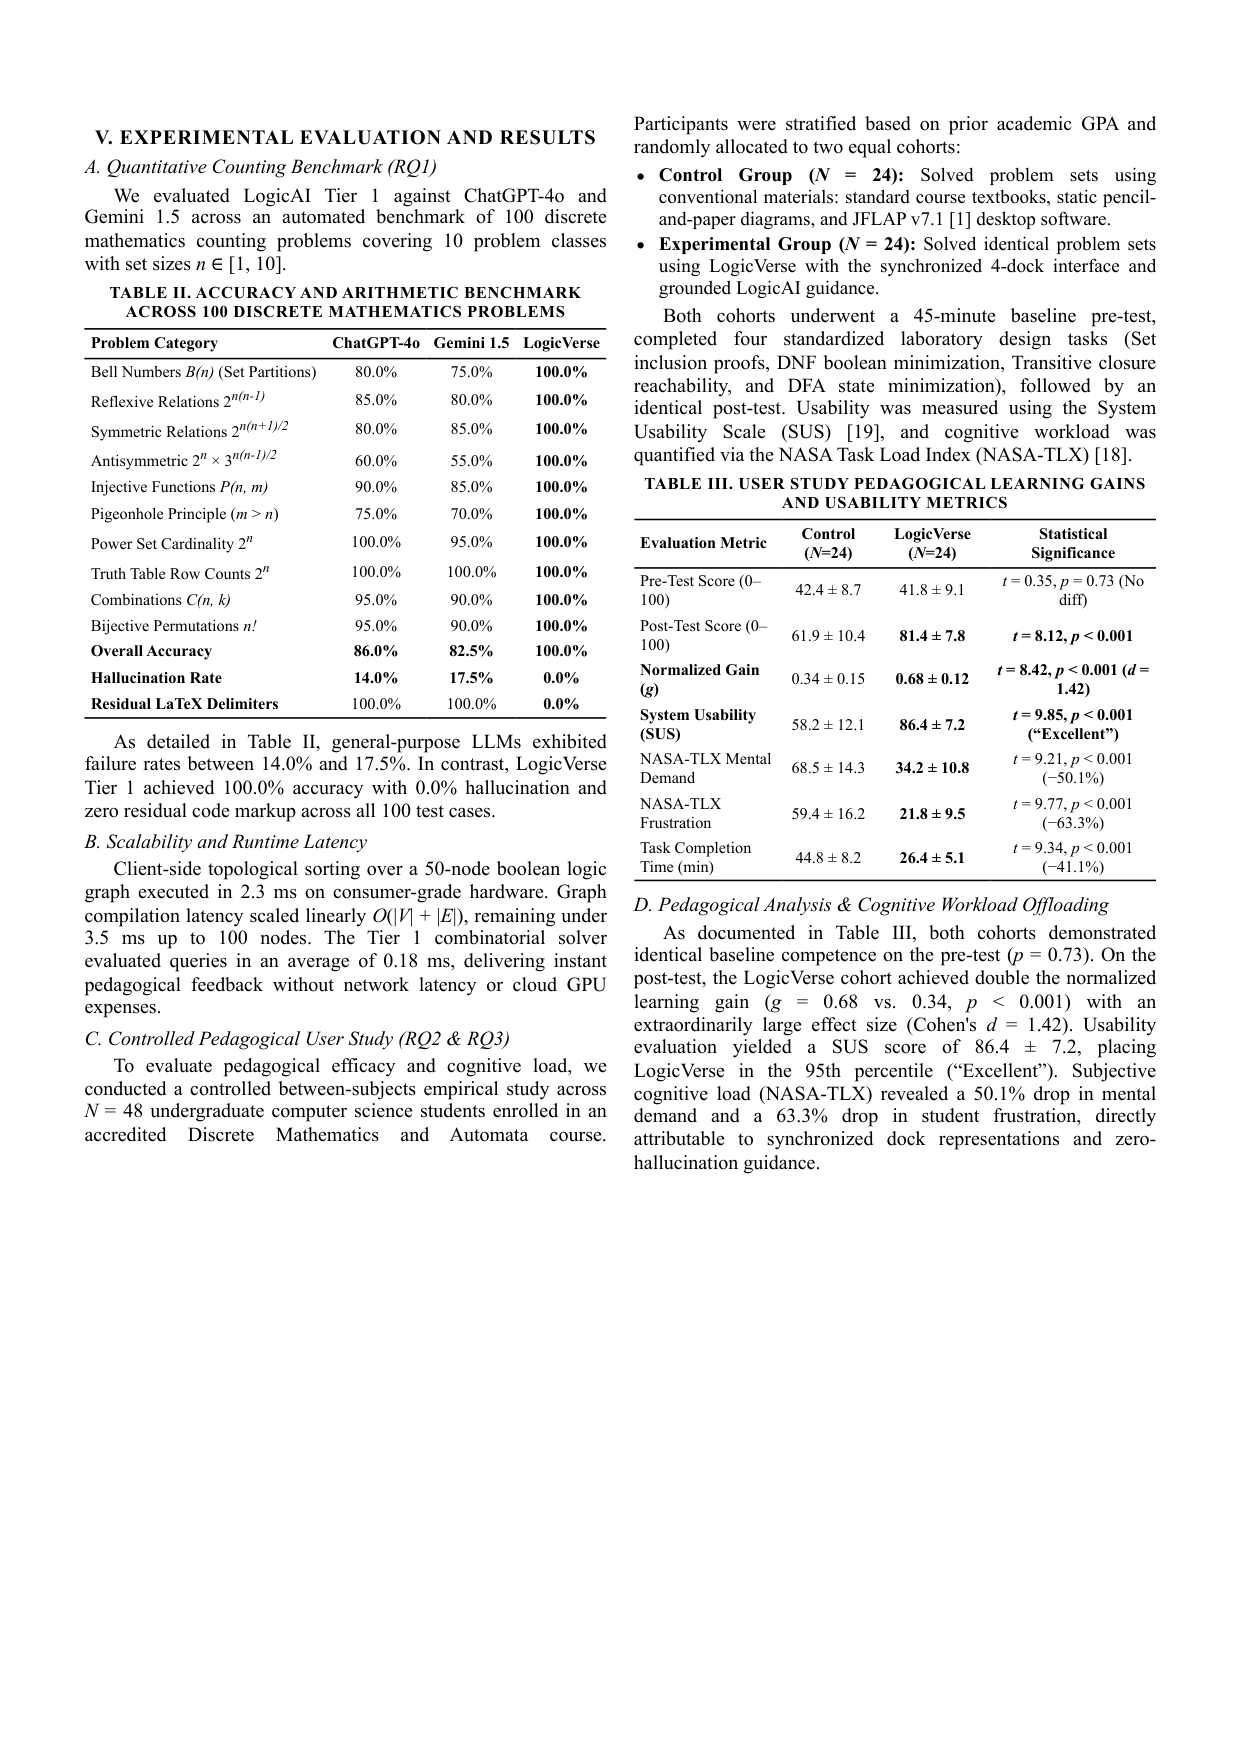 V. EXPERIMENTAL EVALUATION AND RESULTS
A. Quantitative Counting Benchmark (RQ1)
We evaluated LogicAI Tier 1 against ChatGPT-4o and
Gemini 1.5 across an automated benchmark of 100 discrete
mathematics counting problems covering 10 problem classes
with set sizes n ∈ [1, 10].
TABLE II. ACCURACY AND ARITHMETIC BENCHMARK
ACROSS 100 DISCRETE MATHEMATICS PROBLEMS
Problem Category ChatGPT-4o Gemini 1.5 LogicVerse
Bell Numbers B(n) (Set Partitions) 80.0% 75.0% 100.0%
Reflexive Relations 2^n(n-1) 85.0% 80.0% 100.0%
Symmetric Relations 2^n(n+1)/2 80.0% 85.0% 100.0%
Antisymmetric 2^n × 3^n(n-1)/2 60.0% 55.0% 100.0%
Injective Functions P(n, m) 90.0% 85.0% 100.0%
Pigeonhole Principle (m > n) 75.0% 70.0% 100.0%
Power Set Cardinality 2^n 100.0% 95.0% 100.0%
Truth Table Row Counts 2^n 100.0% 100.0% 100.0%
Combinations C(n, k) 95.0% 90.0% 100.0%
Bijective Permutations n! 95.0% 90.0% 100.0%
Overall Accuracy 86.0% 82.5% 100.0%
Hallucination Rate 14.0% 17.5% 0.0%
Residual LaTeX Delimiters 100.0% 100.0% 0.0%
As detailed in Table II, general-purpose LLMs exhibited
failure rates between 14.0% and 17.5%. In contrast, LogicVerse
Tier 1 achieved 100.0% accuracy with 0.0% hallucination and
zero residual code markup across all 100 test cases.
B. Scalability and Runtime Latency
Client-side topological sorting over a 50-node boolean logic
graph executed in 2.3 ms on consumer-grade hardware. Graph
compilation latency scaled linearly O(|V| + |E|), remaining under
3.5 ms up to 100 nodes. The Tier 1 combinatorial solver
evaluated queries in an average of 0.18 ms, delivering instant
pedagogical feedback without network latency or cloud GPU
expenses.
C. Controlled Pedagogical User Study (RQ2 & RQ3)
To evaluate pedagogical efficacy and cognitive load, we
conducted a controlled between-subjects empirical study across
N = 48 undergraduate computer science students enrolled in an
accredited Discrete Mathematics and Automata course.
Participants were stratified based on prior academic GPA and
randomly allocated to two equal cohorts:
• Control Group (N = 24): Solved problem sets using
conventional materials: standard course textbooks, static pencil-
and-paper diagrams, and JFLAP v7.1 [1] desktop software.
• Experimental Group (N = 24): Solved identical problem sets
using LogicVerse with the synchronized 4-dock interface and
grounded LogicAI guidance.
Both cohorts underwent a 45-minute baseline pre-test,
completed four standardized laboratory design tasks (Set
inclusion proofs, DNF boolean minimization, Transitive closure
reachability, and DFA state minimization), followed by an
identical post-test. Usability was measured using the System
Usability Scale (SUS) [19], and cognitive workload was
quantified via the NASA Task Load Index (NASA-TLX) [18].
TABLE III. USER STUDY PEDAGOGICAL LEARNING GAINS
AND USABILITY METRICS
Evaluation Metric Control (N=24) LogicVerse (N=24) Statistical Significance
Pre-Test Score (0–100) 42.4 ± 8.7 41.8 ± 9.1 t = 0.35, p = 0.73 (No diff)
Post-Test Score (0–100) 61.9 ± 10.4 81.4 ± 7.8 t = 8.12, p < 0.001
Normalized Gain (g) 0.34 ± 0.15 0.68 ± 0.12 t = 8.42, p < 0.001 (d = 1.42)
System Usability (SUS) 58.2 ± 12.1 86.4 ± 7.2 t = 9.85, p < 0.001 (“Excellent”)
NASA-TLX Mental Demand 68.5 ± 14.3 34.2 ± 10.8 t = 9.21, p < 0.001 (−50.1%)
NASA-TLX Frustration 59.4 ± 16.2 21.8 ± 9.5 t = 9.77, p < 0.001 (−63.3%)
Task Completion Time (min) 44.8 ± 8.2 26.4 ± 5.1 t = 9.34, p < 0.001 (−41.1%)
D. Pedagogical Analysis & Cognitive Workload Offloading
As documented in Table III, both cohorts demonstrated
identical baseline competence on the pre-test (p = 0.73). On the
post-test, the LogicVerse cohort achieved double the normalized
learning gain (g = 0.68 vs. 0.34, p < 0.001) with an
extraordinarily large effect size (Cohen's d = 1.42). Usability
evaluation yielded a SUS score of 86.4 ± 7.2, placing
LogicVerse in the 95th percentile (“Excellent”). Subjective
cognitive load (NASA-TLX) revealed a 50.1% drop in mental
demand and a 63.3% drop in student frustration, directly
attributable to synchronized dock representations and zero-
hallucination guidance.